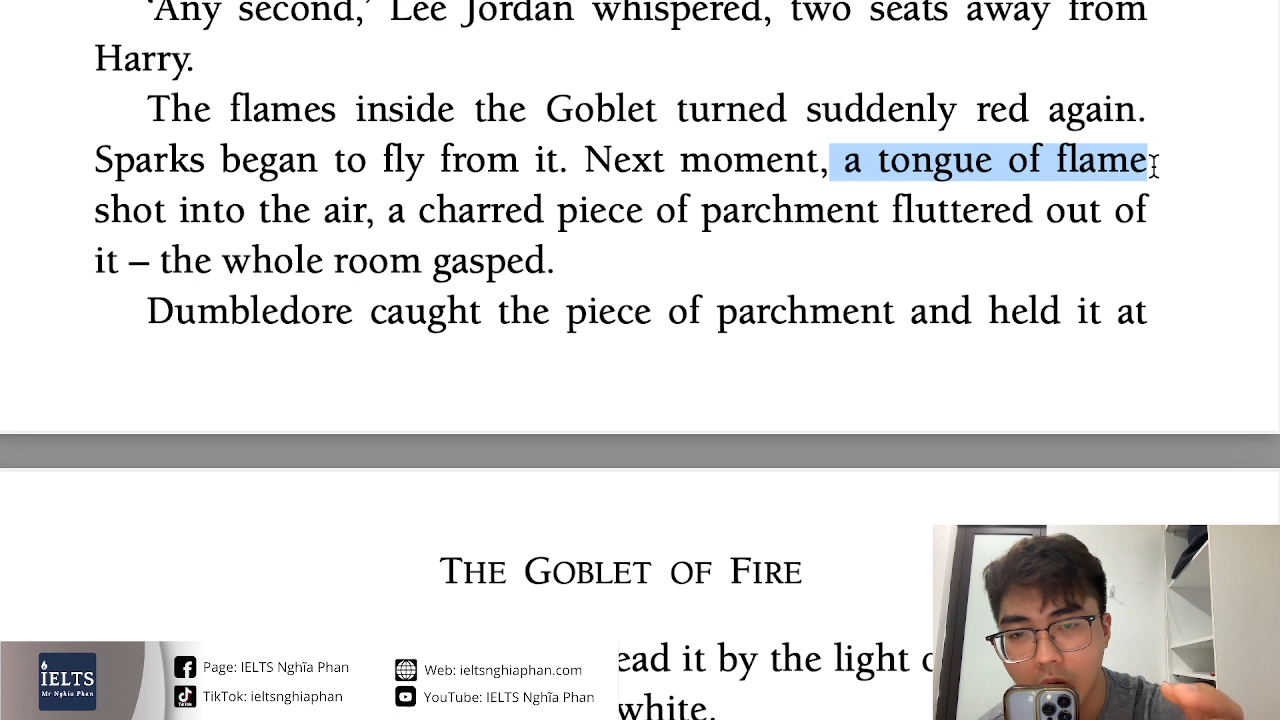 ‘Any second,’ Lee Jordan whispered, two seats away from
Harry.
The flames inside the Goblet turned suddenly red again.
Sparks began to fly from it. Next moment, a tongue of flame
shot into the air, a charred piece of parchment fluttered out of
it – the whole room gasped.
Dumbledore caught the piece of parchment and held it at
THE GOBLET OF FIRE
it by the light
white.
IELTS
Mr Nghia Phan
Page: IELTS Nghĩa Phan
TikTok: ieltsnghiaphan
Web: ieltsnghiaphan.com
YouTube: IELTS Nghĩa Phan